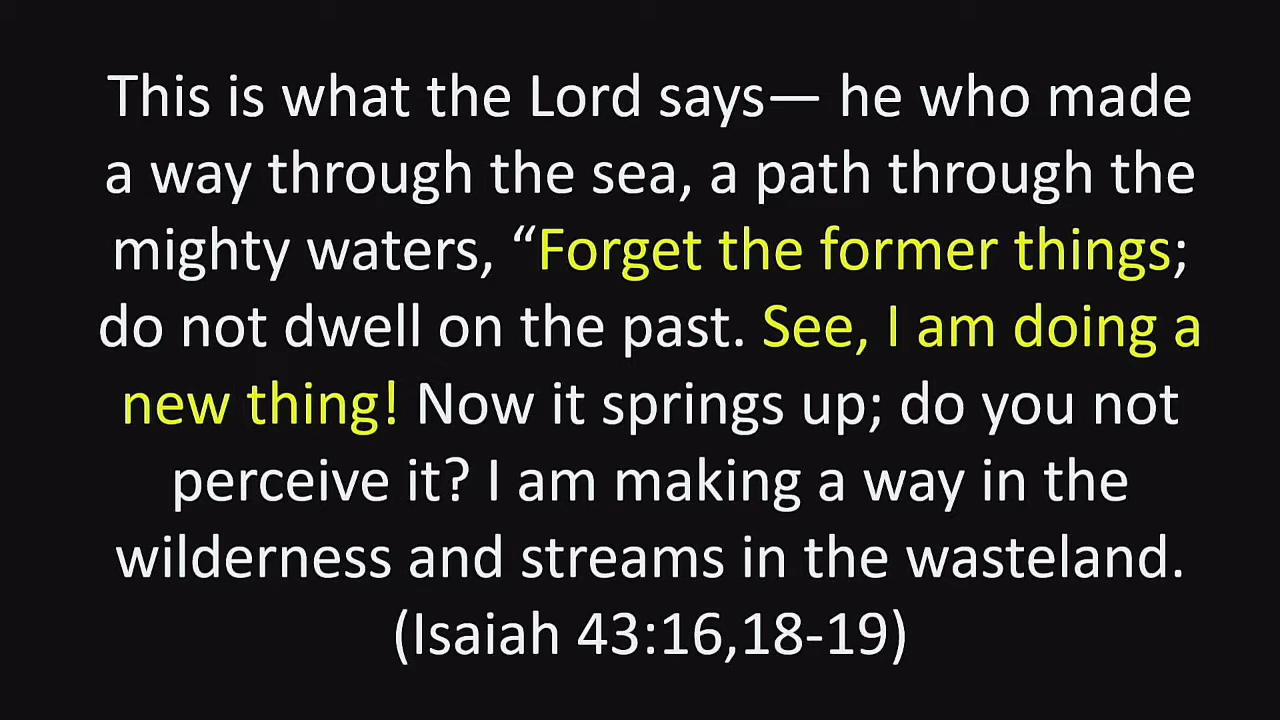 This is what the Lord says— he who made
a way through the sea, a path through the
mighty waters, “Forget the former things;
do not dwell on the past. See, I am doing a
new thing! Now it springs up; do you not
perceive it? I am making a way in the
wilderness and streams in the wasteland.
(Isaiah 43:16,18-19)